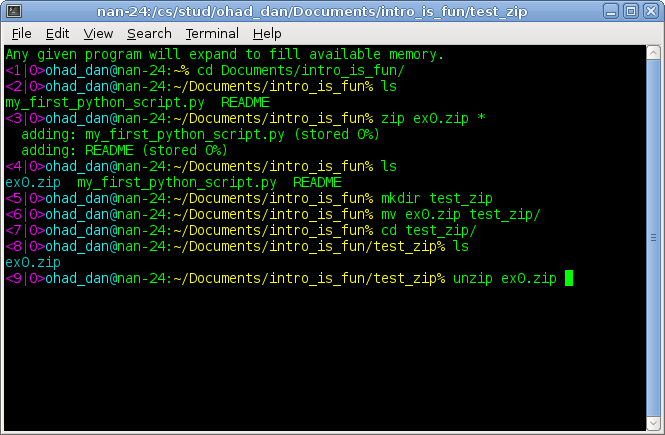 nan-24:/cs/stud/ohad_dan/Documents/intro_is_fun/test_zip
File Edit View Search Terminal Help
Any given program will expand to fill available memory.
<1|0>ohad_dan@nan-24:~% cd Documents/intro_is_fun/
<2|0>ohad_dan@nan-24:~/Documents/intro_is_fun% ls
my_first_python_script.py  README
<3|0>ohad_dan@nan-24:~/Documents/intro_is_fun% zip ex0.zip *
  adding: my_first_python_script.py (stored 0%)
  adding: README (stored 0%)
<4|0>ohad_dan@nan-24:~/Documents/intro_is_fun% ls
ex0.zip  my_first_python_script.py  README
<5|0>ohad_dan@nan-24:~/Documents/intro_is_fun% mkdir test_zip
<6|0>ohad_dan@nan-24:~/Documents/intro_is_fun% mv ex0.zip test_zip/
<7|0>ohad_dan@nan-24:~/Documents/intro_is_fun% cd test_zip/
<8|0>ohad_dan@nan-24:~/Documents/intro_is_fun/test_zip% ls
ex0.zip
<9|0>ohad_dan@nan-24:~/Documents/intro_is_fun/test_zip% unzip ex0.zip